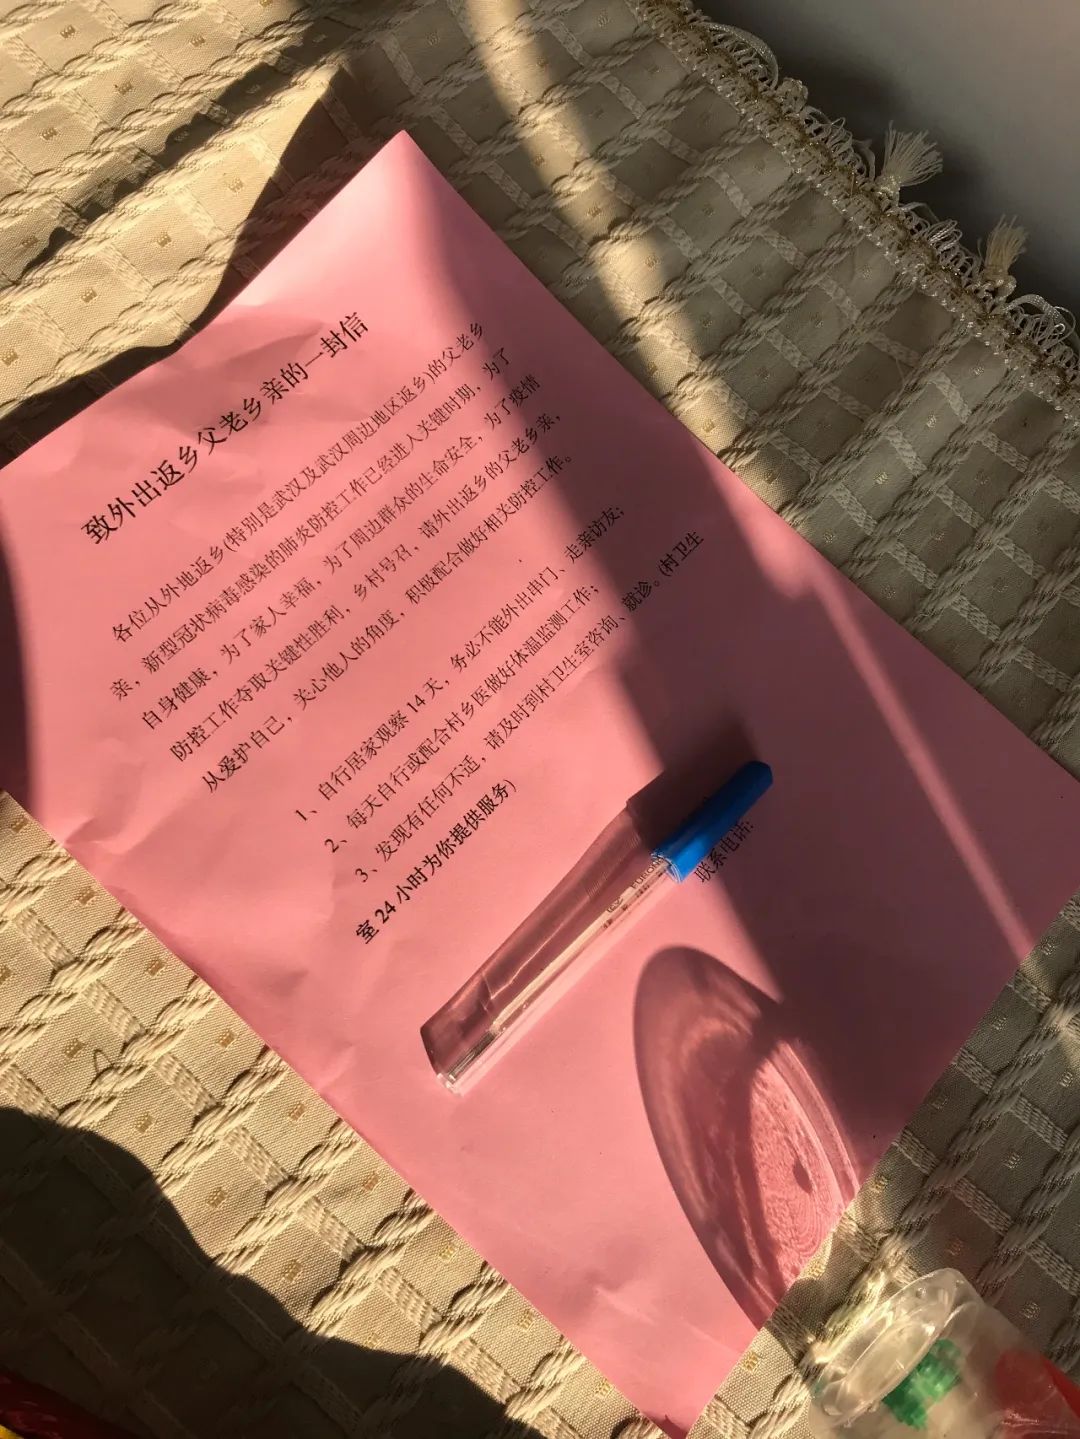 致外出返乡父老乡亲的一封信
各位从外地返乡(特别是武汉及武汉周边地区返乡)的父老乡
亲，新型冠状病毒感染的肺炎防控工作已经进入关键时期，为了
自身健康，为了家人幸福，为了周边群众的生命安全，为了疫情
防控工作夺取关键性胜利，乡村号召，请外出返乡的父老乡亲，
从爱护自己，关心他人的角度，积极配合做好相关防控工作。
1、自行居家观察 14 天，务必不能外出串门、走亲访友；
2、每天自行或配合村乡医做好体温监测工作；
3、发现有任何不适，请及时到村卫生室咨询、就诊。(村卫生
室 24 小时为你提供服务)
联系电话: